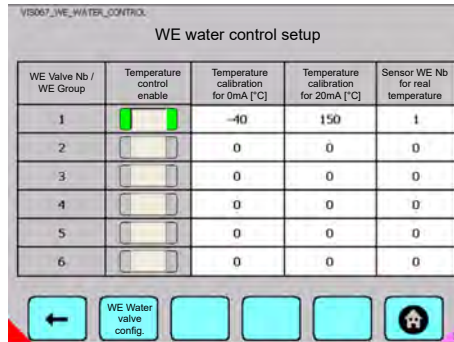 VIS067_WE_WATER_CONTROL
WE water control setup
WE Valve Nb / WE Group
Temperature control enable
Temperature calibration for 0mA [°C]
Temperature calibration for 20mA [°C]
Sensor WE Nb for real temperature
1 -40 150 1
2 0 0 0
3 0 0 0
4 0 0 0
5 0 0 0
6 0 0 0
WE Water
valve
config.